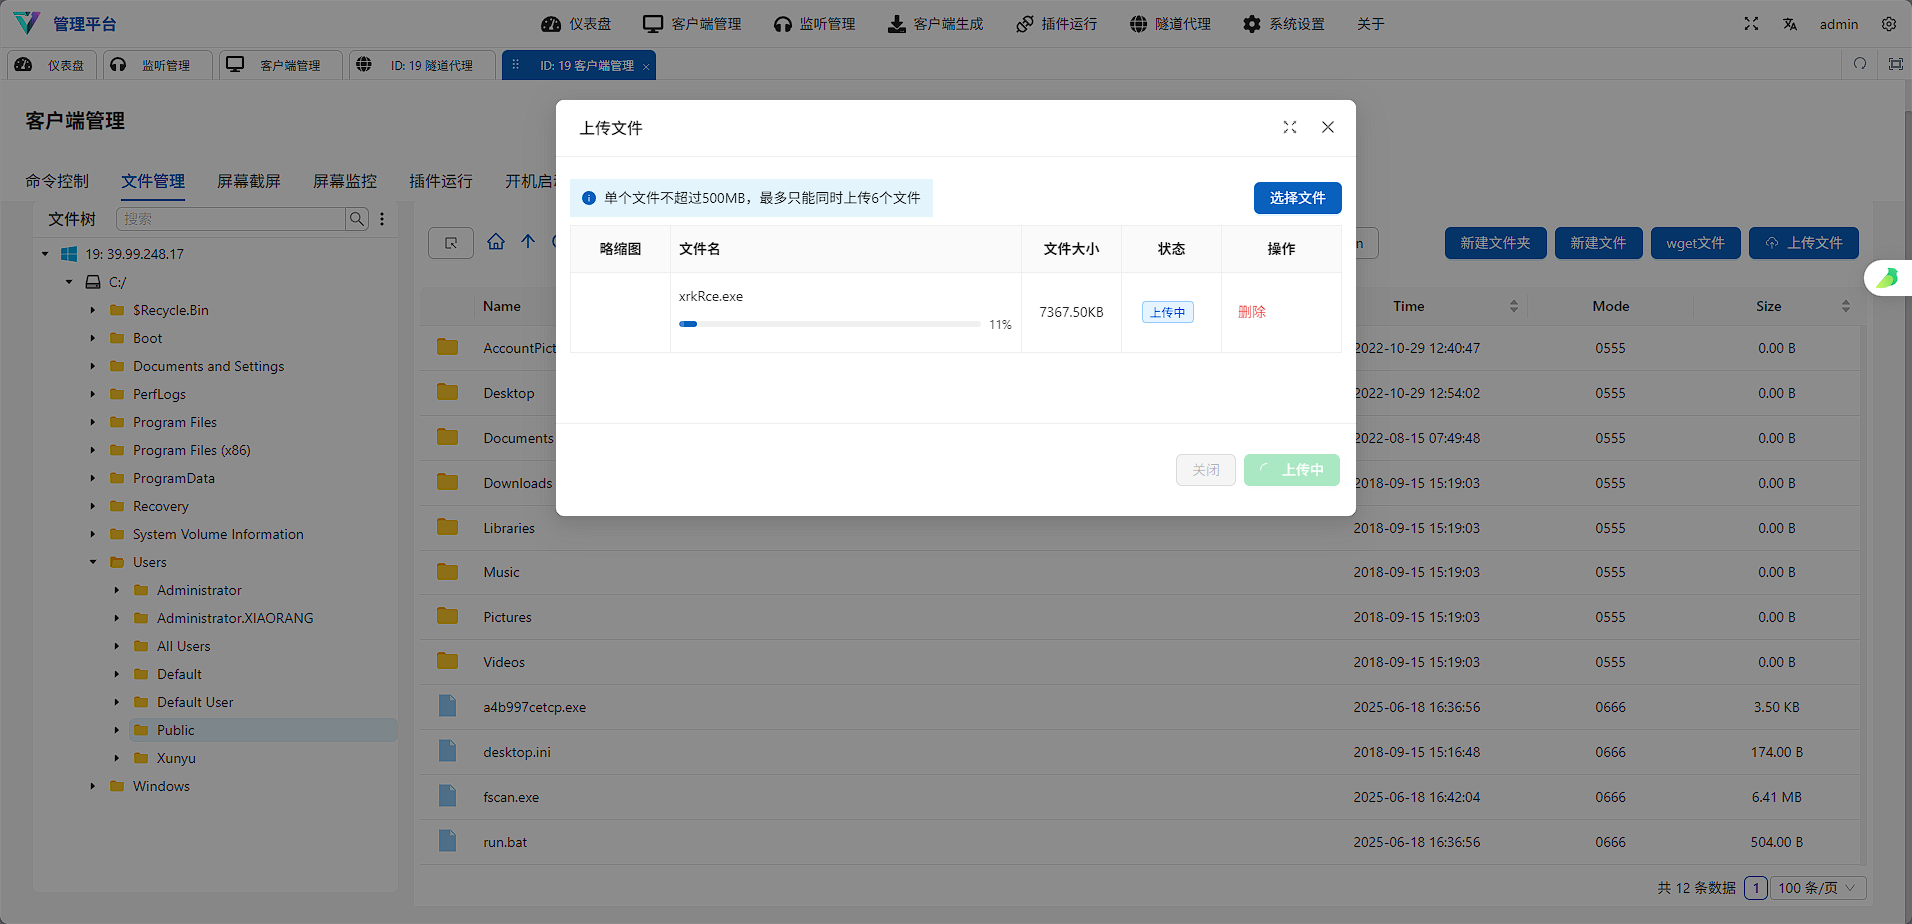 管理平台
仪表盘
客户端管理
监听管理
客户端生成
插件运行
隧道代理
系统设置
关于
admin
仪表盘
监听管理
客户端管理
ID: 19 隧道代理
ID: 19 客户端管理
客户端管理
命令控制
文件管理
屏幕截屏
屏幕监控
插件运行
开机启
文件树
搜索
19: 39.99.248.17
C:/
$Recycle.Bin
Boot
Documents and Settings
PerfLogs
Program Files
Program Files (x86)
ProgramData
Recovery
System Volume Information
Users
Administrator
Administrator.XIAORANG
All Users
Default
Default User
Public
Xunyu
Windows
上传文件
单个文件不超过500MB，最多只能同时上传6个文件
选择文件
略缩图 文件名 文件大小 状态 操作
xrkRce.exe
11%
7367.50KB
上传中
删除
关闭
上传中
n
新建文件夹
新建文件
wget文件
上传文件
Name Time Mode Size
AccountPict 2022-10-29 12:40:47 0555 0.00 B
Desktop 2022-10-29 12:54:02 0555 0.00 B
Documents 2022-08-15 07:49:48 0555 0.00 B
Downloads 2018-09-15 15:19:03 0555 0.00 B
Libraries 2018-09-15 15:19:03 0555 0.00 B
Music 2018-09-15 15:19:03 0555 0.00 B
Pictures 2018-09-15 15:19:03 0555 0.00 B
Videos 2018-09-15 15:19:03 0555 0.00 B
a4b997cetcp.exe 2025-06-18 16:36:56 0666 3.50 KB
desktop.ini 2018-09-15 15:16:48 0666 174.00 B
fscan.exe 2025-06-18 16:42:04 0666 6.41 MB
run.bat 2025-06-18 16:36:56 0666 504.00 B
共 12 条数据
1
100 条/页